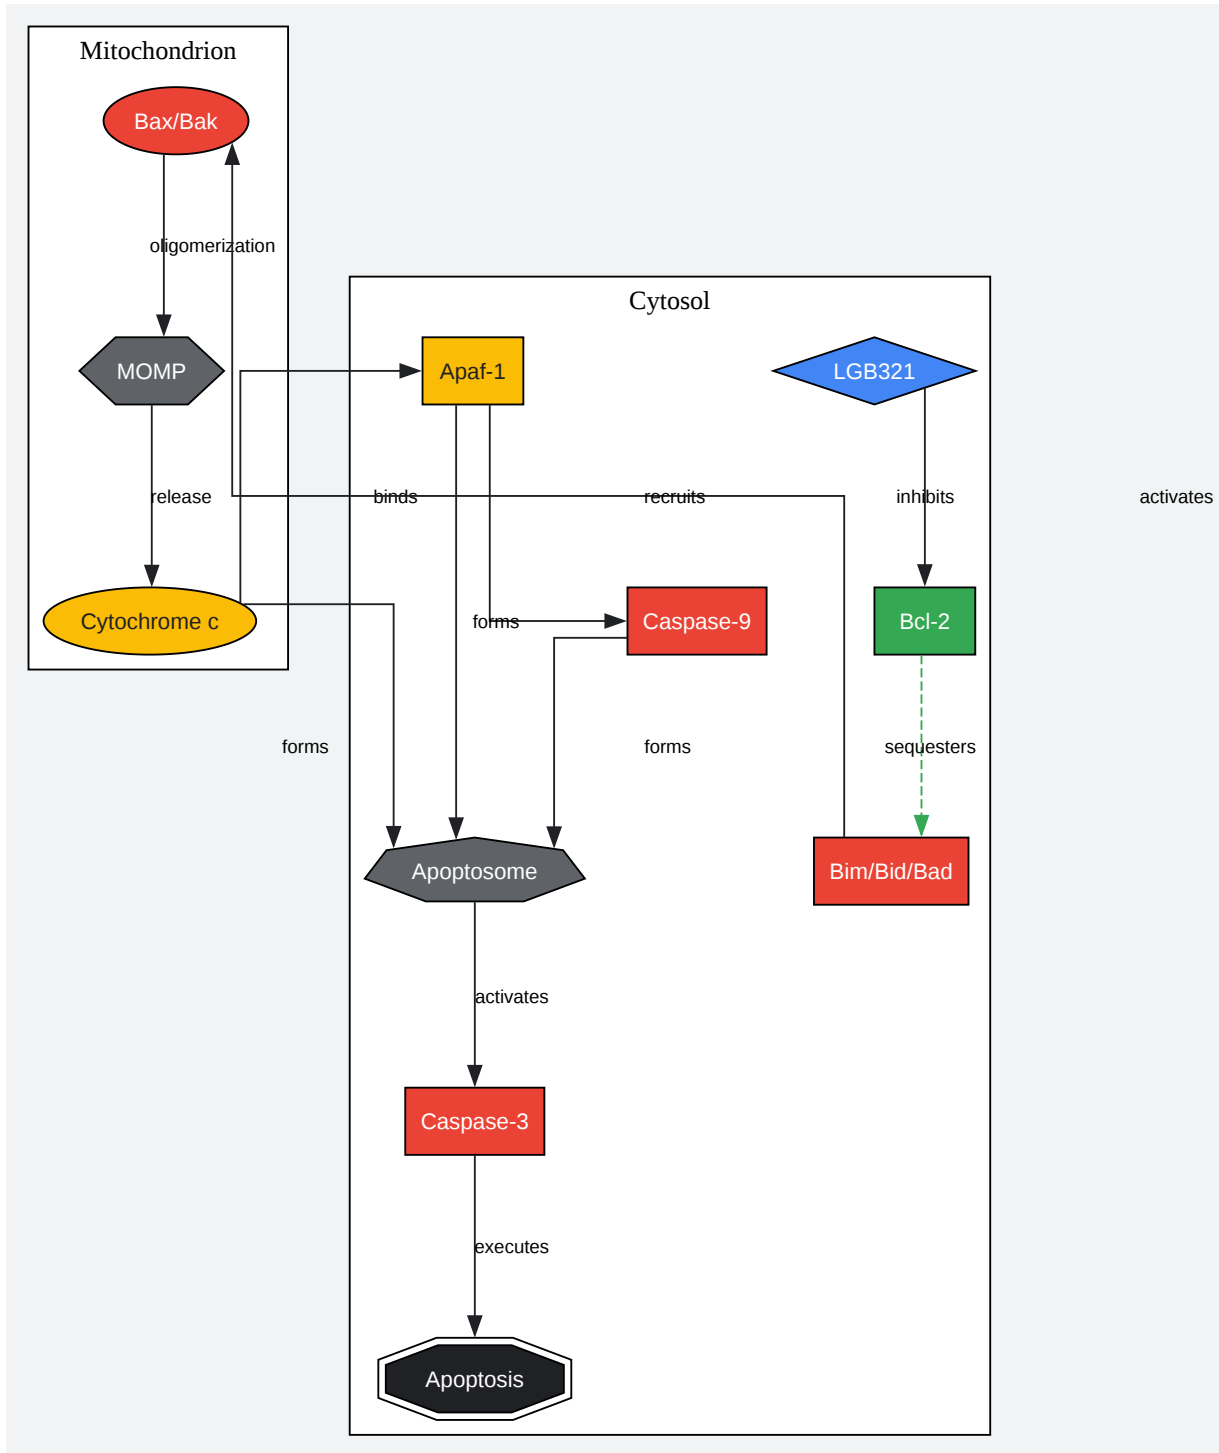 Mitochondrion
Bax/Bak
oligomerization
Cytosol
MOMP
Apaf-1
LGB321
release
binds
recruits
inhibits
activates
Cytochrome c
forms
Caspase-9
Bcl-2
forms
forms
sequesters
Apoptosome
Bim/Bid/Bad
activates
Caspase-3
executes
Apoptosis